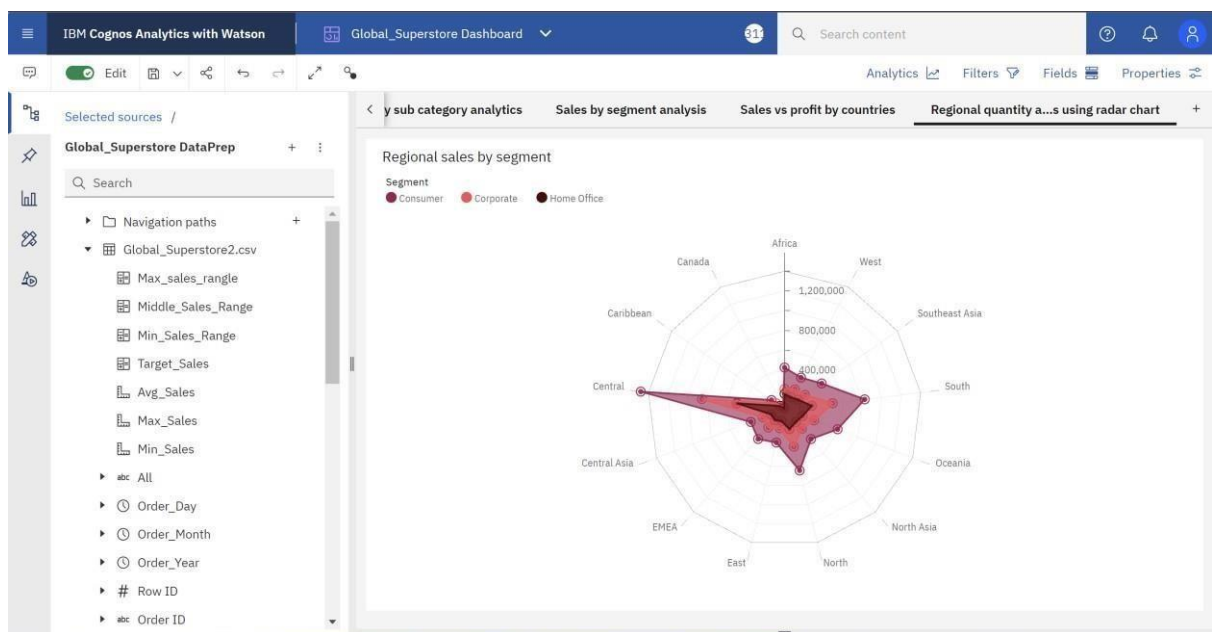 IBM Cognos Analytics with Watson
Global_Superstore Dashboard
Search content
Edit
Analytics
Filters
Fields
Properties
Selected sources /
Global_Superstore DataPrep
Search
Navigation paths
Global_Superstore2.csv
Max_sales_rangle
Middle_Sales_Range
Min_Sales_Range
Target_Sales
Avg_Sales
Max_Sales
Min_Sales
abc All
Order_Day
Order_Month
Order_Year
# Row ID
abc Order ID
y sub category analytics
Sales by segment analysis
Sales vs profit by countries
Regional quantity a...s using radar chart
Regional sales by segment
Segment
Consumer Corporate Home Office
Africa
Canada
West
1,200,000
Caribbean
Southeast Asia
800,000
400,000
Central
South
Central Asia
Oceania
EMEA
North Asia
East
North